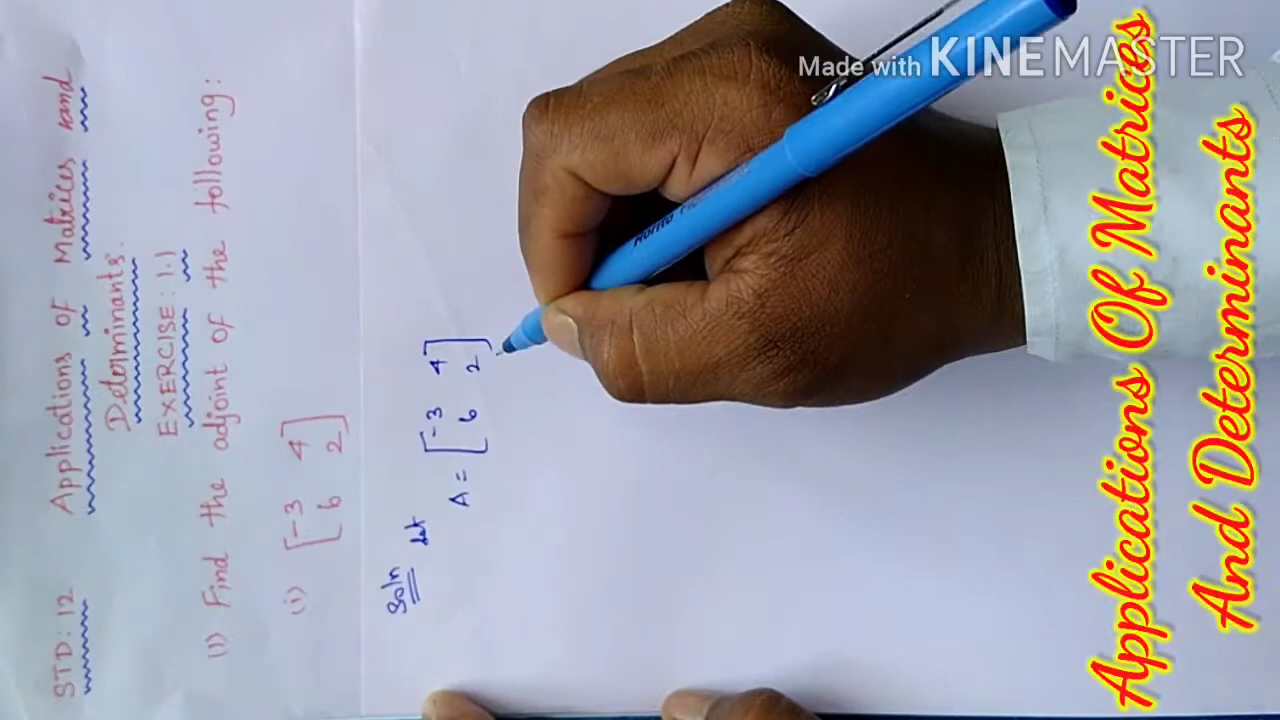 STD: 12 Applications of Matrices and
Determinants.
EXERCISE: 1.1
(1) Find the adjoint of the following:
(i) [-3 4
6 2]
Soln
let
A = [-3 4
6 2]
Made with KINEMASTER
Applications Of Matrices
And Determinants